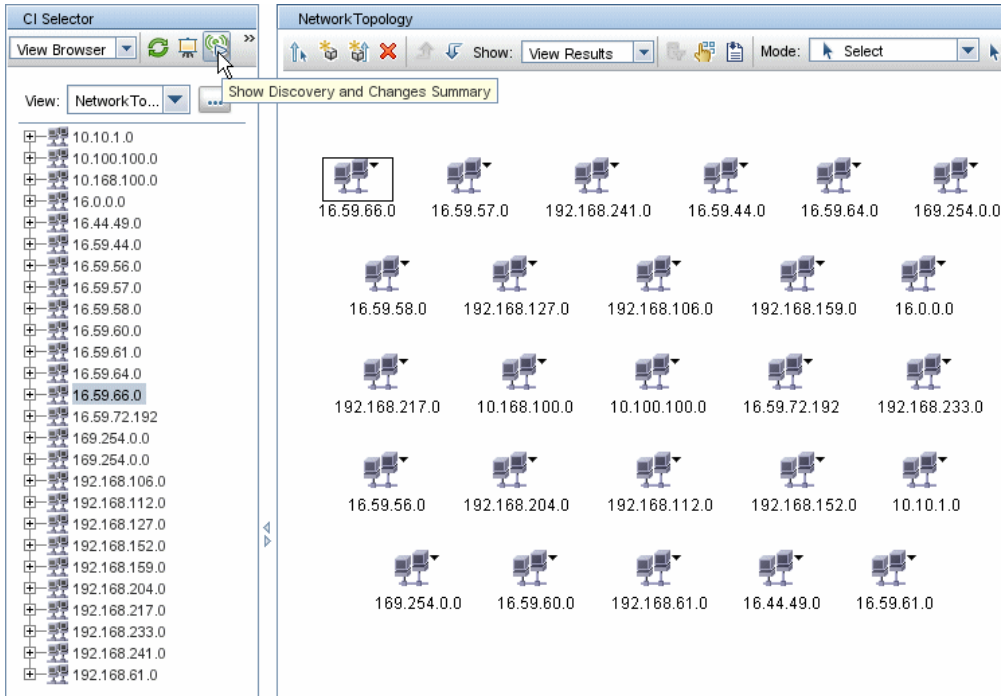 CI Selector
View Browser
»
Show Discovery and Changes Summary
View: NetworkTo... ...
10.10.1.0
10.100.100.0
10.168.100.0
16.0.0.0
16.44.49.0
16.59.44.0
16.59.56.0
16.59.57.0
16.59.58.0
16.59.60.0
16.59.61.0
16.59.64.0
16.59.66.0
16.59.72.192
169.254.0.0
169.254.0.0
192.168.106.0
192.168.112.0
192.168.127.0
192.168.152.0
192.168.159.0
192.168.204.0
192.168.217.0
192.168.233.0
192.168.241.0
192.168.61.0
NetworkTopology
Show: View Results Mode: Select
16.59.66.0 16.59.57.0 192.168.241.0 16.59.44.0 16.59.64.0 169.254.0.0
16.59.58.0 192.168.127.0 192.168.106.0 192.168.159.0 16.0.0.0
192.168.217.0 10.168.100.0 10.100.100.0 16.59.72.192 192.168.233.0
16.59.56.0 192.168.204.0 192.168.112.0 192.168.152.0 10.10.1.0
169.254.0.0 16.59.60.0 192.168.61.0 16.44.49.0 16.59.61.0